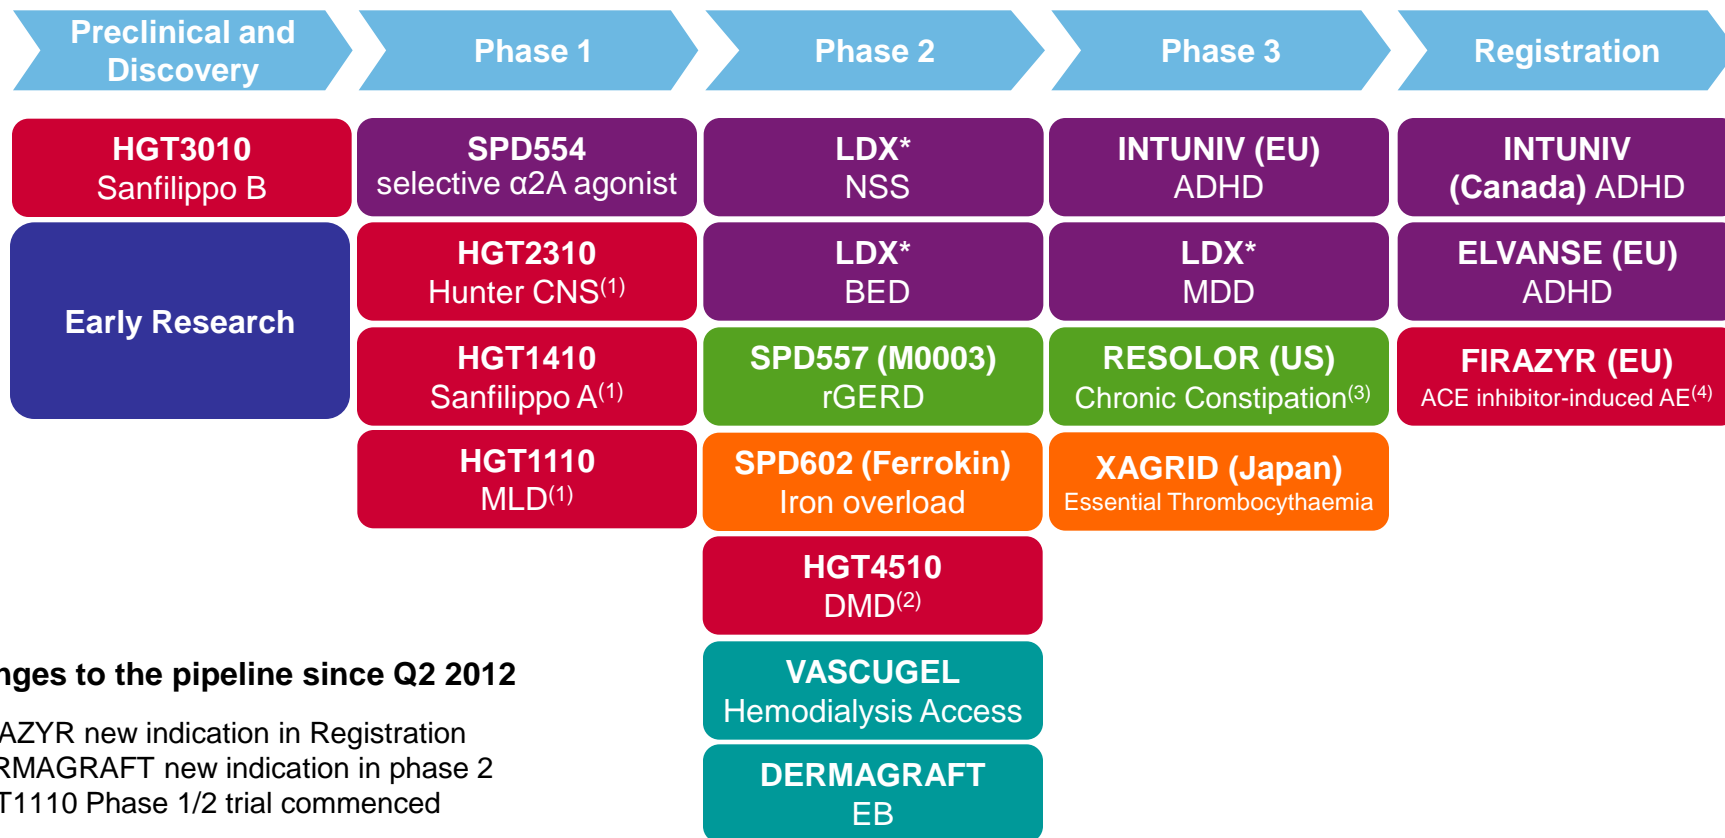 Preclinical and
Discovery
Phase 1
Phase 2
Phase 3
Registration
HGT3010
Sanfilippo B
Early Research
SPD554
selective α2A agonist
HGT2310
Hunter CNS(1)
HGT1410
Sanfilippo A(1)
HGT1110
MLD(1)
LDX*
NSS
LDX*
BED
SPD557 (M0003)
rGERD
SPD602 (Ferrokin)
Iron overload
HGT4510
DMD(2)
VASCUGEL
Hemodialysis Access
DERMAGRAFT
EB
INTUNIV (EU)
ADHD
LDX*
MDD
RESOLOR (US)
Chronic Constipation(3)
XAGRID (Japan)
Essential Thrombocythaemia
INTUNIV
(Canada) ADHD
ELVANSE (EU)
ADHD
FIRAZYR (EU)
ACE inhibitor-induced AE(4)
nges to the pipeline since Q2 2012
AZYR new indication in Registration
RMAGRAFT new indication in phase 2
T1110 Phase 1/2 trial commenced